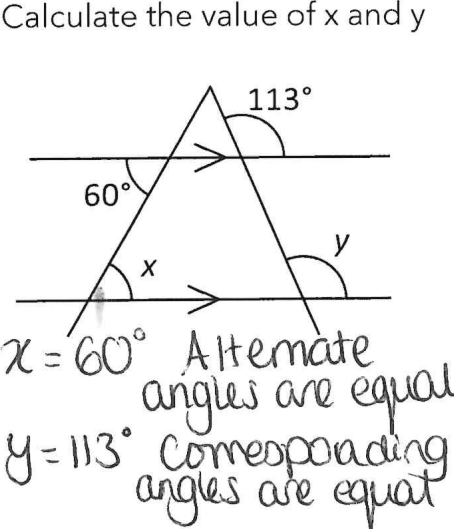 Calculate the value of x and y
113°
60°
x
y
x = 60° Alternate
angles are equal
y = 113° Corresponding
angles are equal